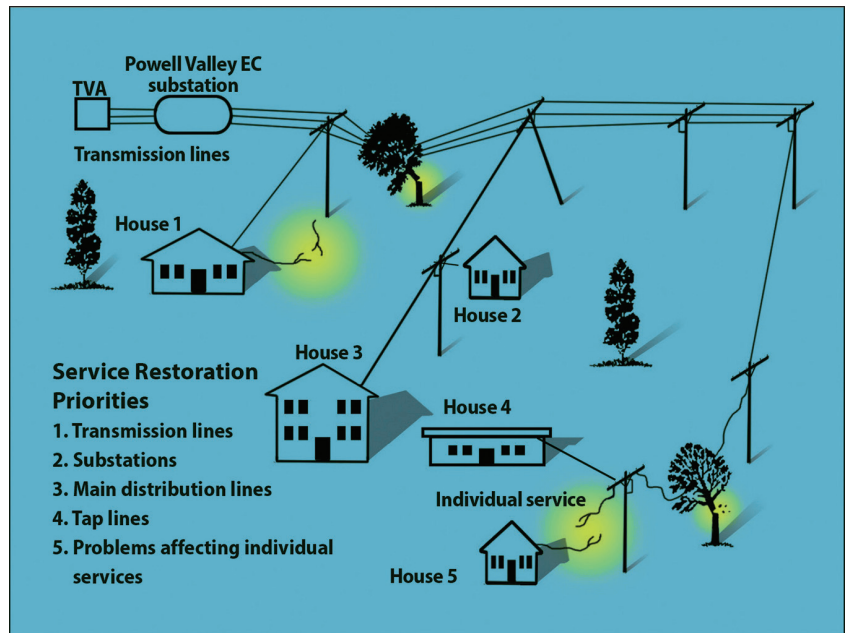 Powell Valley EC
substation
TVA
Transmission lines
House 1
House 2
House 3
House 4
Individual service
House 5
Service Restoration
Priorities
1. Transmission lines
2. Substations
3. Main distribution lines
4. Tap lines
5. Problems affecting individual
services